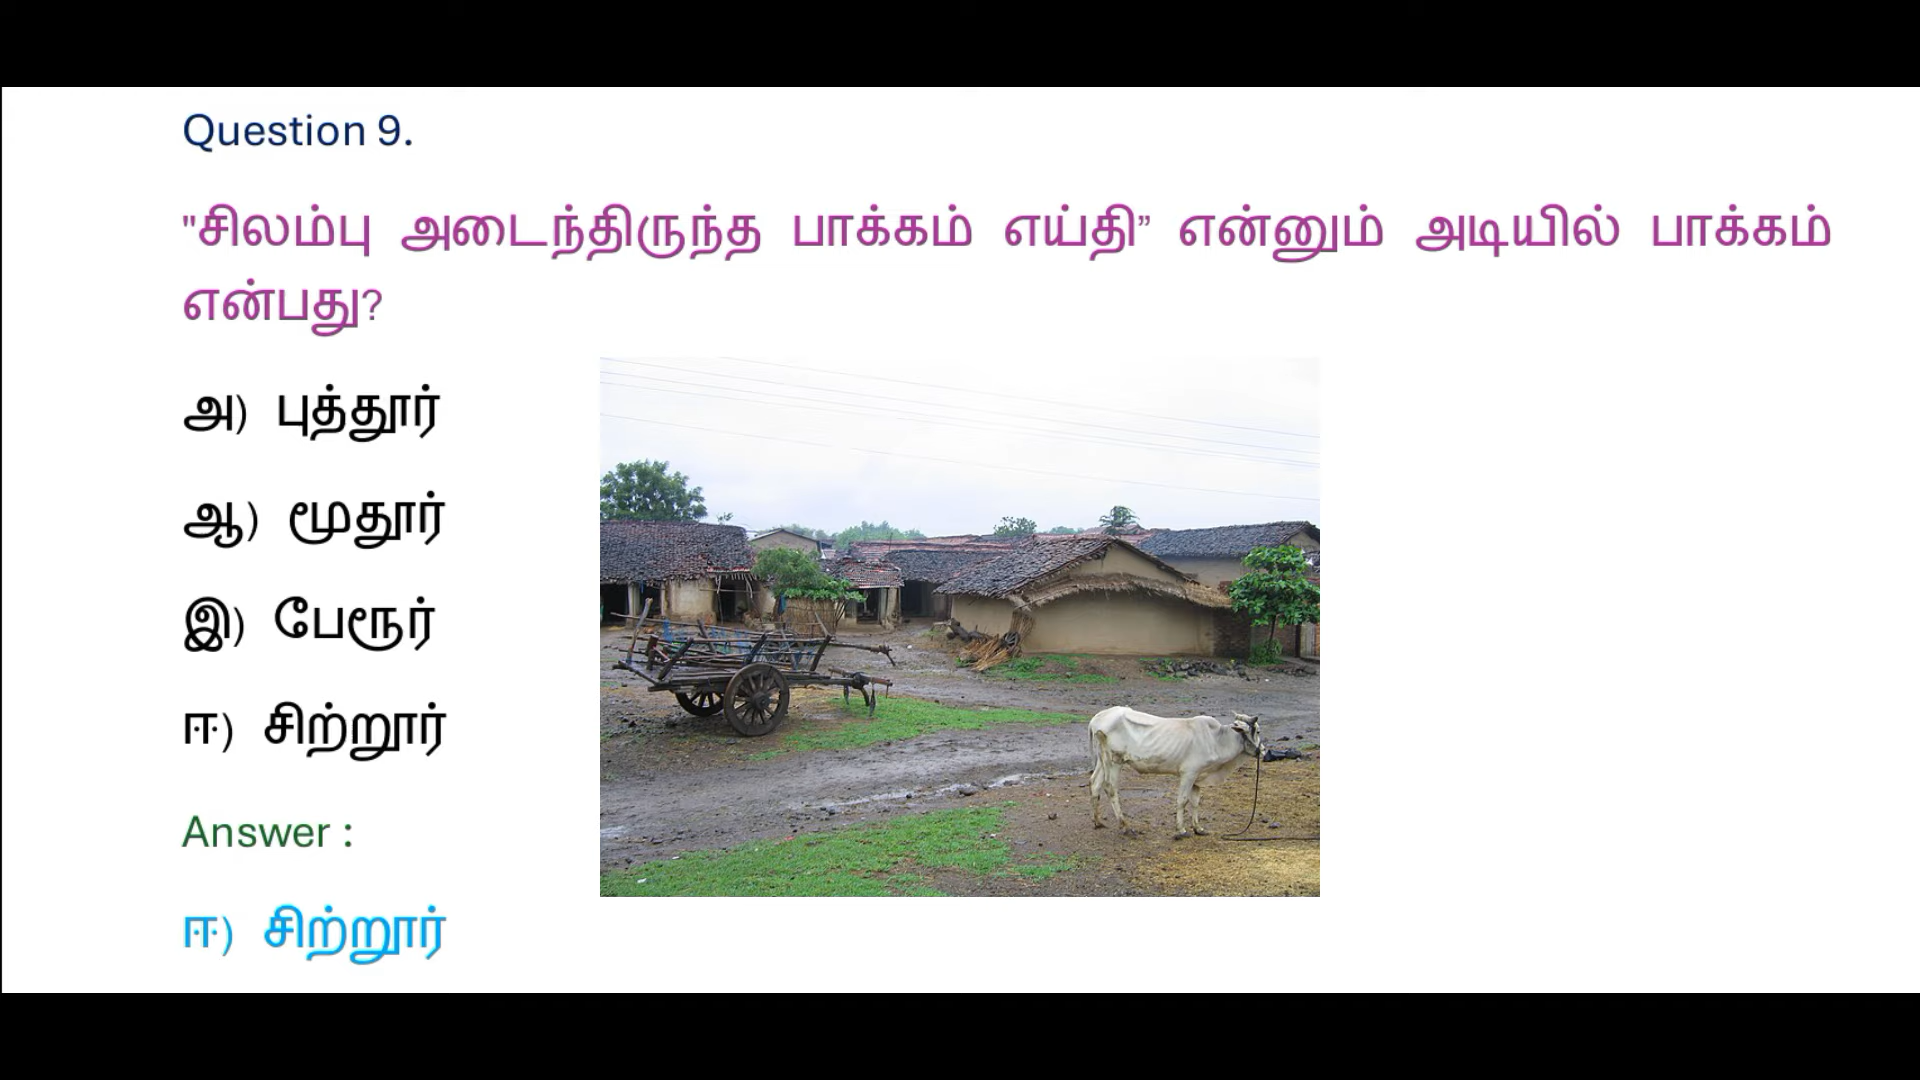 Question 9.
"சிலம்பு அடைந்திருந்த பாக்கம் எய்தி” என்னும் அடியில் பாக்கம்
என்பது?
அ) புத்தூர்
ஆ) மூதூர்
இ) பேரூர்
ஈ) சிற்றூர்
Answer :
ஈ) சிற்றூர்